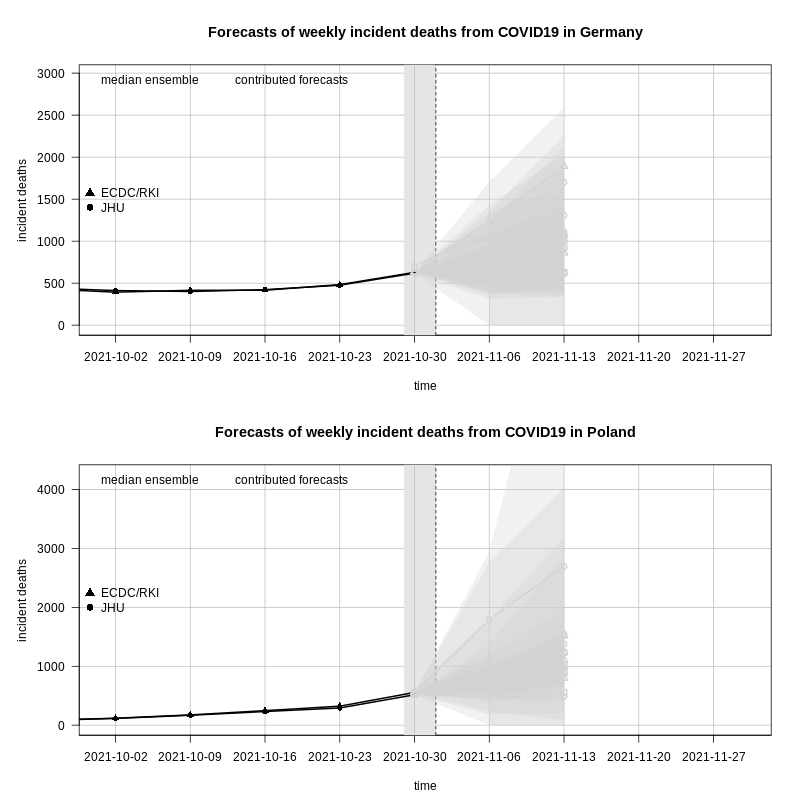 Forecasts of weekly incident deaths from COVID19 in Germany
median ensemble contributed forecasts
3000
2500
2000
1500
1000
500
0
incident deaths
ECDC/RKI
JHU
2021-10-02 2021-10-09 2021-10-16 2021-10-23 2021-10-30 2021-11-06 2021-11-13 2021-11-20 2021-11-27
time
Forecasts of weekly incident deaths from COVID19 in Poland
median ensemble contributed forecasts
4000
3000
2000
1000
0
incident deaths
ECDC/RKI
JHU
2021-10-02 2021-10-09 2021-10-16 2021-10-23 2021-10-30 2021-11-06 2021-11-13 2021-11-20 2021-11-27
time